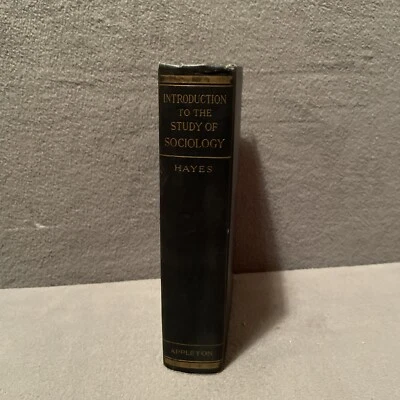 INTRODUCTION
TO THE
STUDY OF
SOCIOLOGY
HAYES
APPLETON